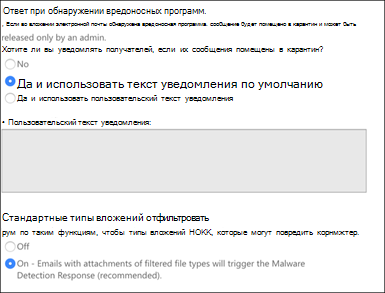 Ответ при обнаружении вредоносных программ.
. Если во вложении электронной почты обнаружена вредоносная программа. сообщение будет помещено в карантин и может быть
released only by an admin.
Хотите ли вы уведомлять получателей, если их сообщения помещены в карантин?
No
Да и использовать текст уведомления по умолчанию
Да и использовать пользовательский текст уведомления
• Пользовательский текст уведомления:
Стандартные типы вложений отфильтровать
рум по таким функциям, чтобы типы вложений НОКК, которые могут повредить корнмжтер.
Off
On - Emails with attachments of filtered file types will trigger the Malware
Detection Response (recommended).